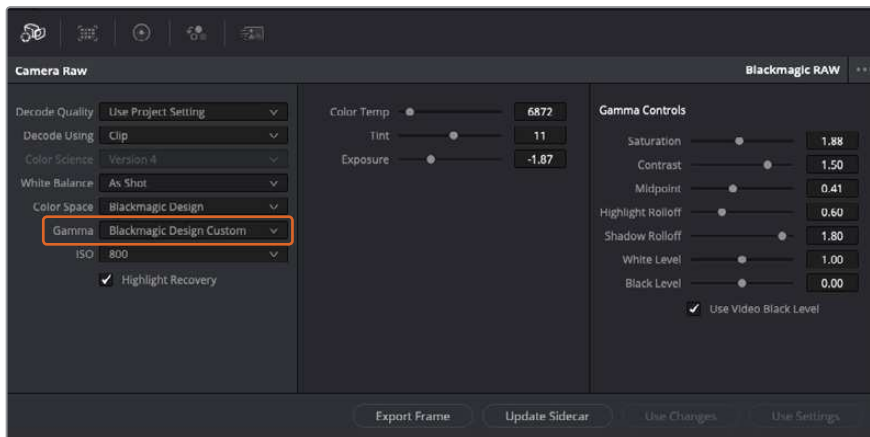 Camera Raw
Blackmagic RAW
Decode Quality Use Project Setting
Decode Using Clip
Color Science Version 4
White Balance As Shot
Color Space Blackmagic Design
Gamma Blackmagic Design Custom
ISO 800
Highlight Recovery
Color Temp 6872
Tint 11
Exposure -1.87
Gamma Controls
Saturation 1.88
Contrast 1.50
Midpoint 0.41
Highlight Rolloff 0.60
Shadow Rolloff 1.80
White Level 1.00
Black Level 0.00
Use Video Black Level
Export Frame
Update Sidecar
Use Changes
Use Settings